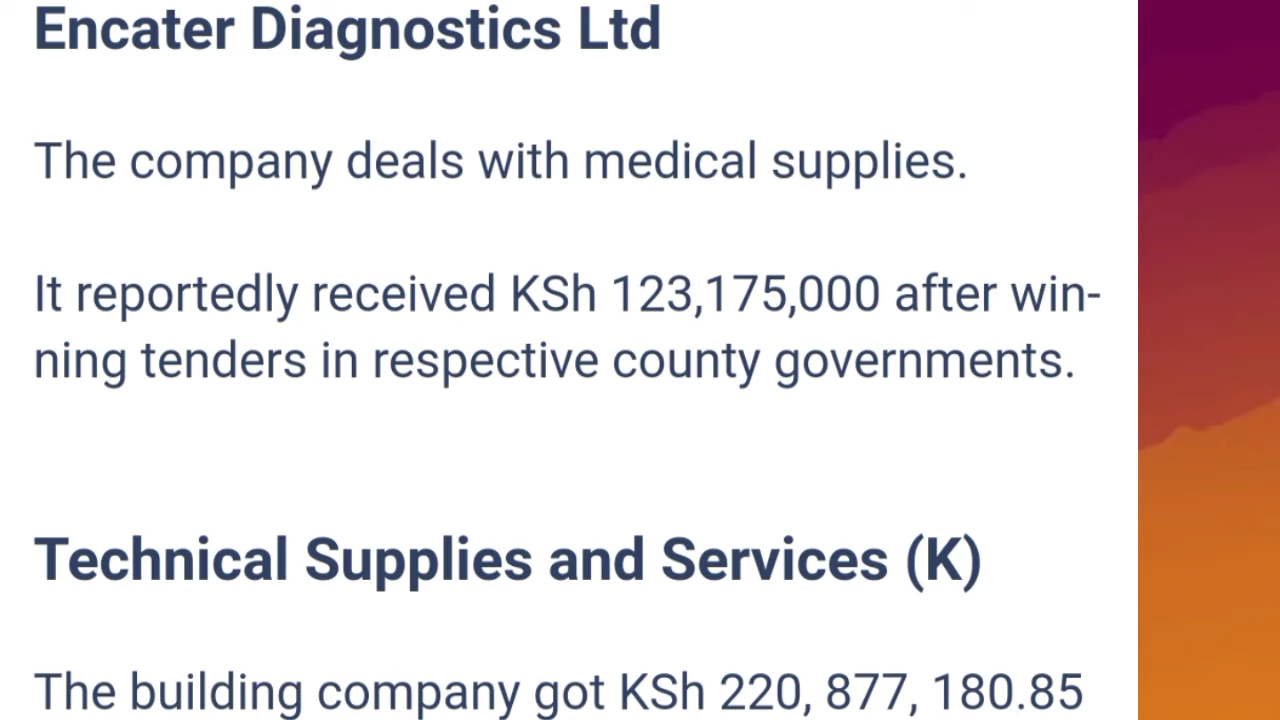 Encater Diagnostics Ltd
The company deals with medical supplies.
It reportedly received KSh 123,175,000 after win-
ning tenders in respective county governments.
Technical Supplies and Services (K)
The building company got KSh 220, 877, 180.85